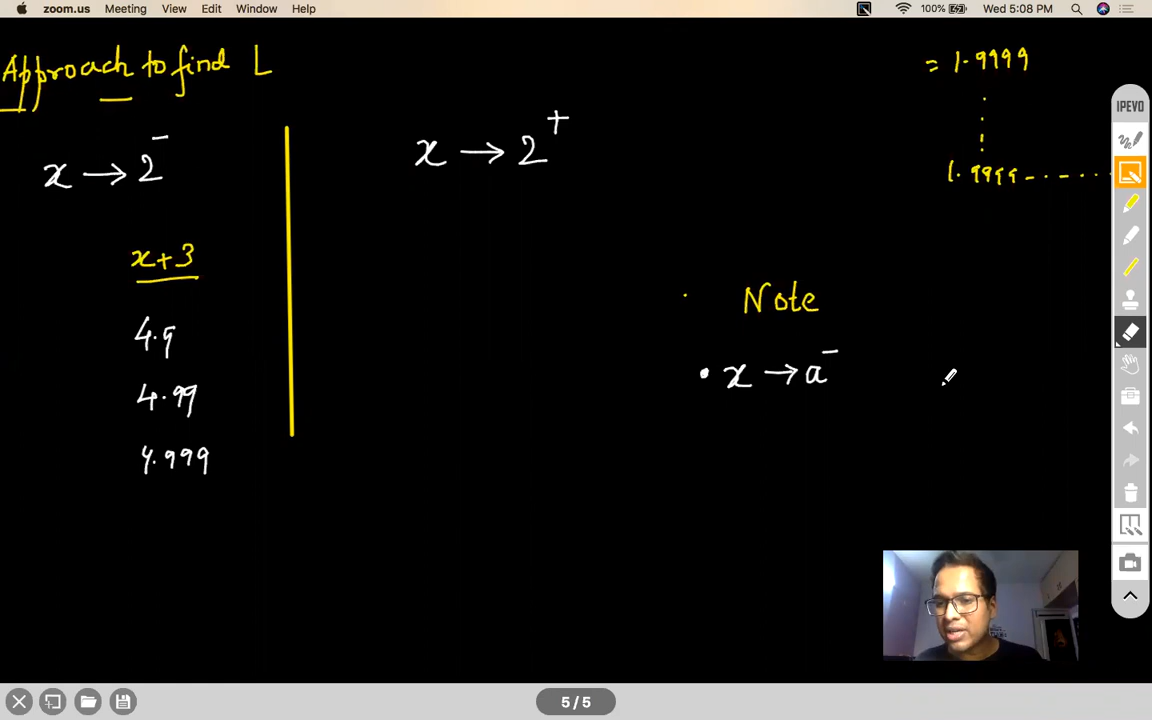 zoom.us Meeting View Edit Window Help 100% Wed 5:08 PM
Approach to find L
= 1.9999
1.9999-.-...
x → 2⁻
x → 2⁺
x+3
4.9
4.99
4.999
Note
• x → a⁻
IPEVO
5/5